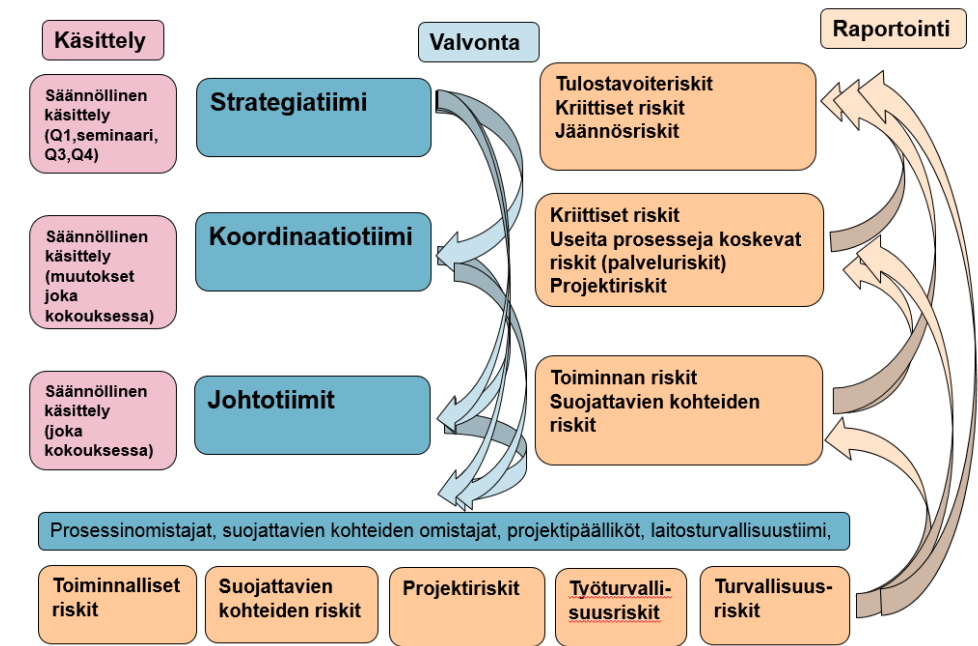 Käsittely
Valvonta
Raportointi
Säännöllinen
käsittely
(Q1,seminaari,
Q3,Q4)
Strategiatiimi
Tulostavoiteriskit
Kriittiset riskit
Jäännösriskit
Säännöllinen
käsittely
(muutokset
joka
kokouksessa)
Koordinaatiotiimi
Kriittiset riskit
Useita prosesseja koskevat
riskit (palveluriskit)
Projektiriskit
Säännöllinen
käsittely
(joka
kokouksessa)
Johtotiimit
Toiminnan riskit
Suojattavien kohteiden
riskit
Prosessinomistajat, suojattavien kohteiden omistajat, projektipäälliköt, laitosturvallisuustiimi,
Toiminnalliset
riskit
Suojattavien
kohteiden riskit
Projektiriskit
Työturvalli-
suusriskit
Turvallisuus-
riskit